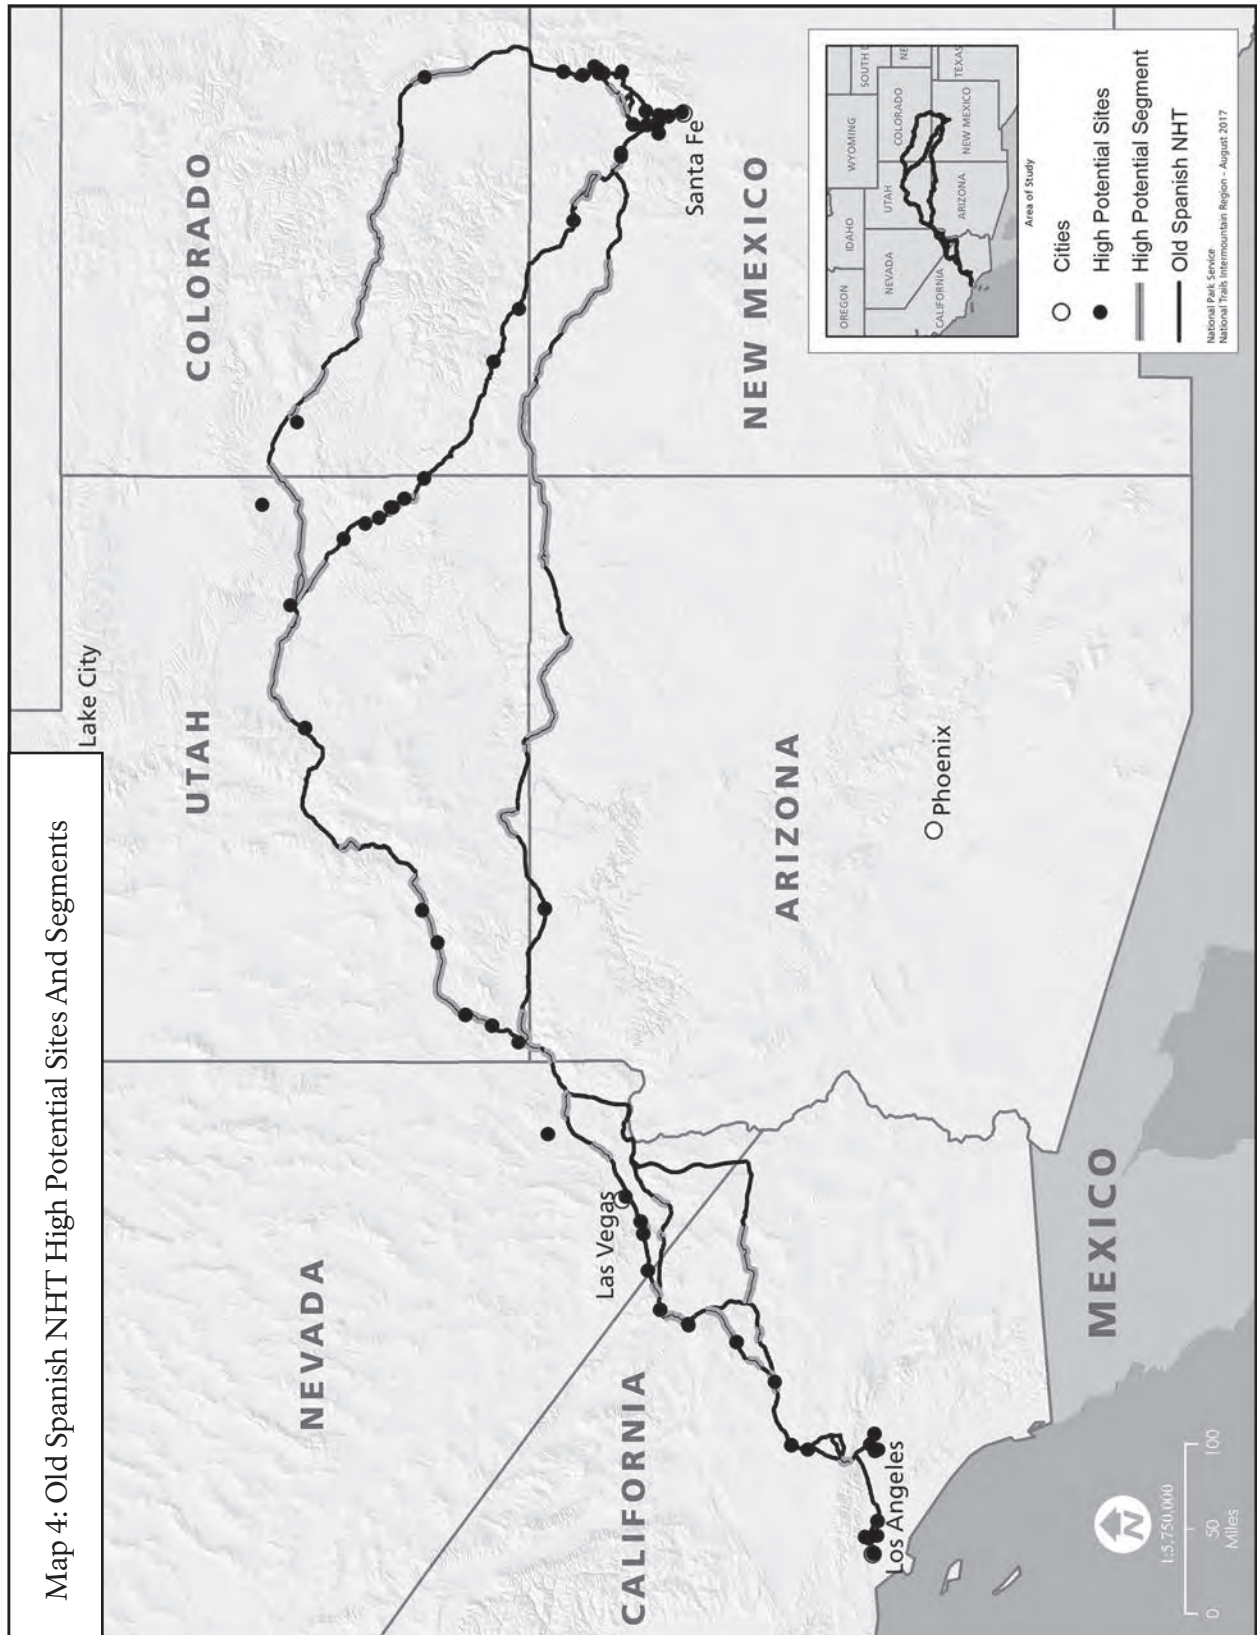 Map 4: Old Spanish NHT High Potential Sites And Segments
Lake City
NEVADA
UTAH
COLORADO
CALIFORNIA
Las Vegas
ARIZONA
NEW MEXICO
Santa Fe
Los Angeles
Phoenix
MEXICO
1:5,750,000
0 50 100
Miles
N
OREGON
IDAHO
WYOMING
SOUTH D
NE
NEVADA
UTAH
COLORADO
CALIFORNIA
ARIZONA
NEW MEXICO
TEXAS
Area of Study
Cities
High Potential Sites
High Potential Segment
Old Spanish NHT
National Park Service
National Trails Intermountain Region - August 2017